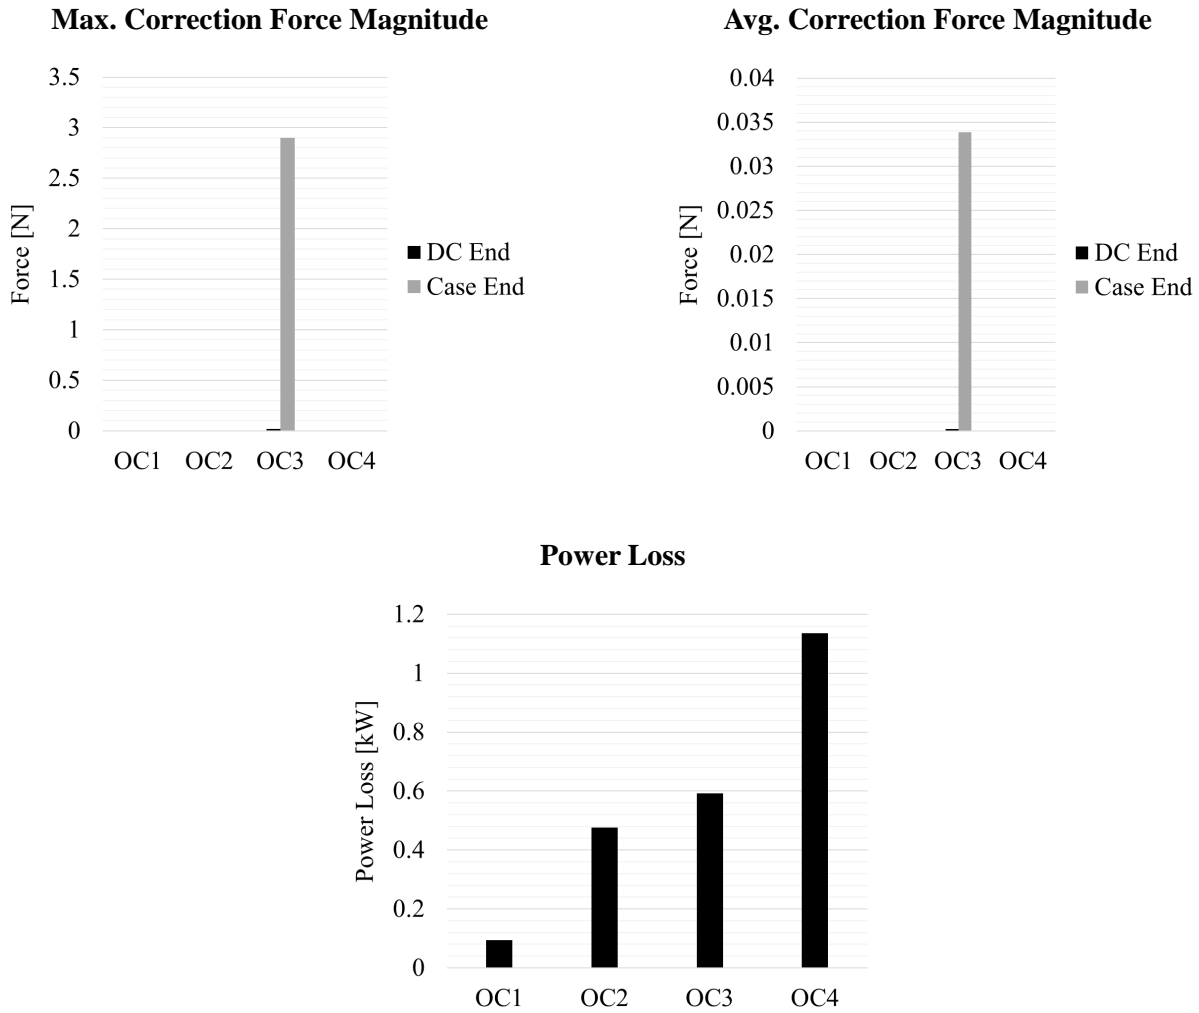 Max. Correction Force Magnitude
3.5
3
2.5
2
1.5
1
0.5
0
Force [N]
OC1 OC2 OC3 OC4
DC End
Case End
Avg. Correction Force Magnitude
0.04
0.035
0.03
0.025
0.02
0.015
0.01
0.005
0
Force [N]
OC1 OC2 OC3 OC4
DC End
Case End
Power Loss
1.2
1
0.8
0.6
0.4
0.2
0
Power Loss [kW]
OC1 OC2 OC3 OC4